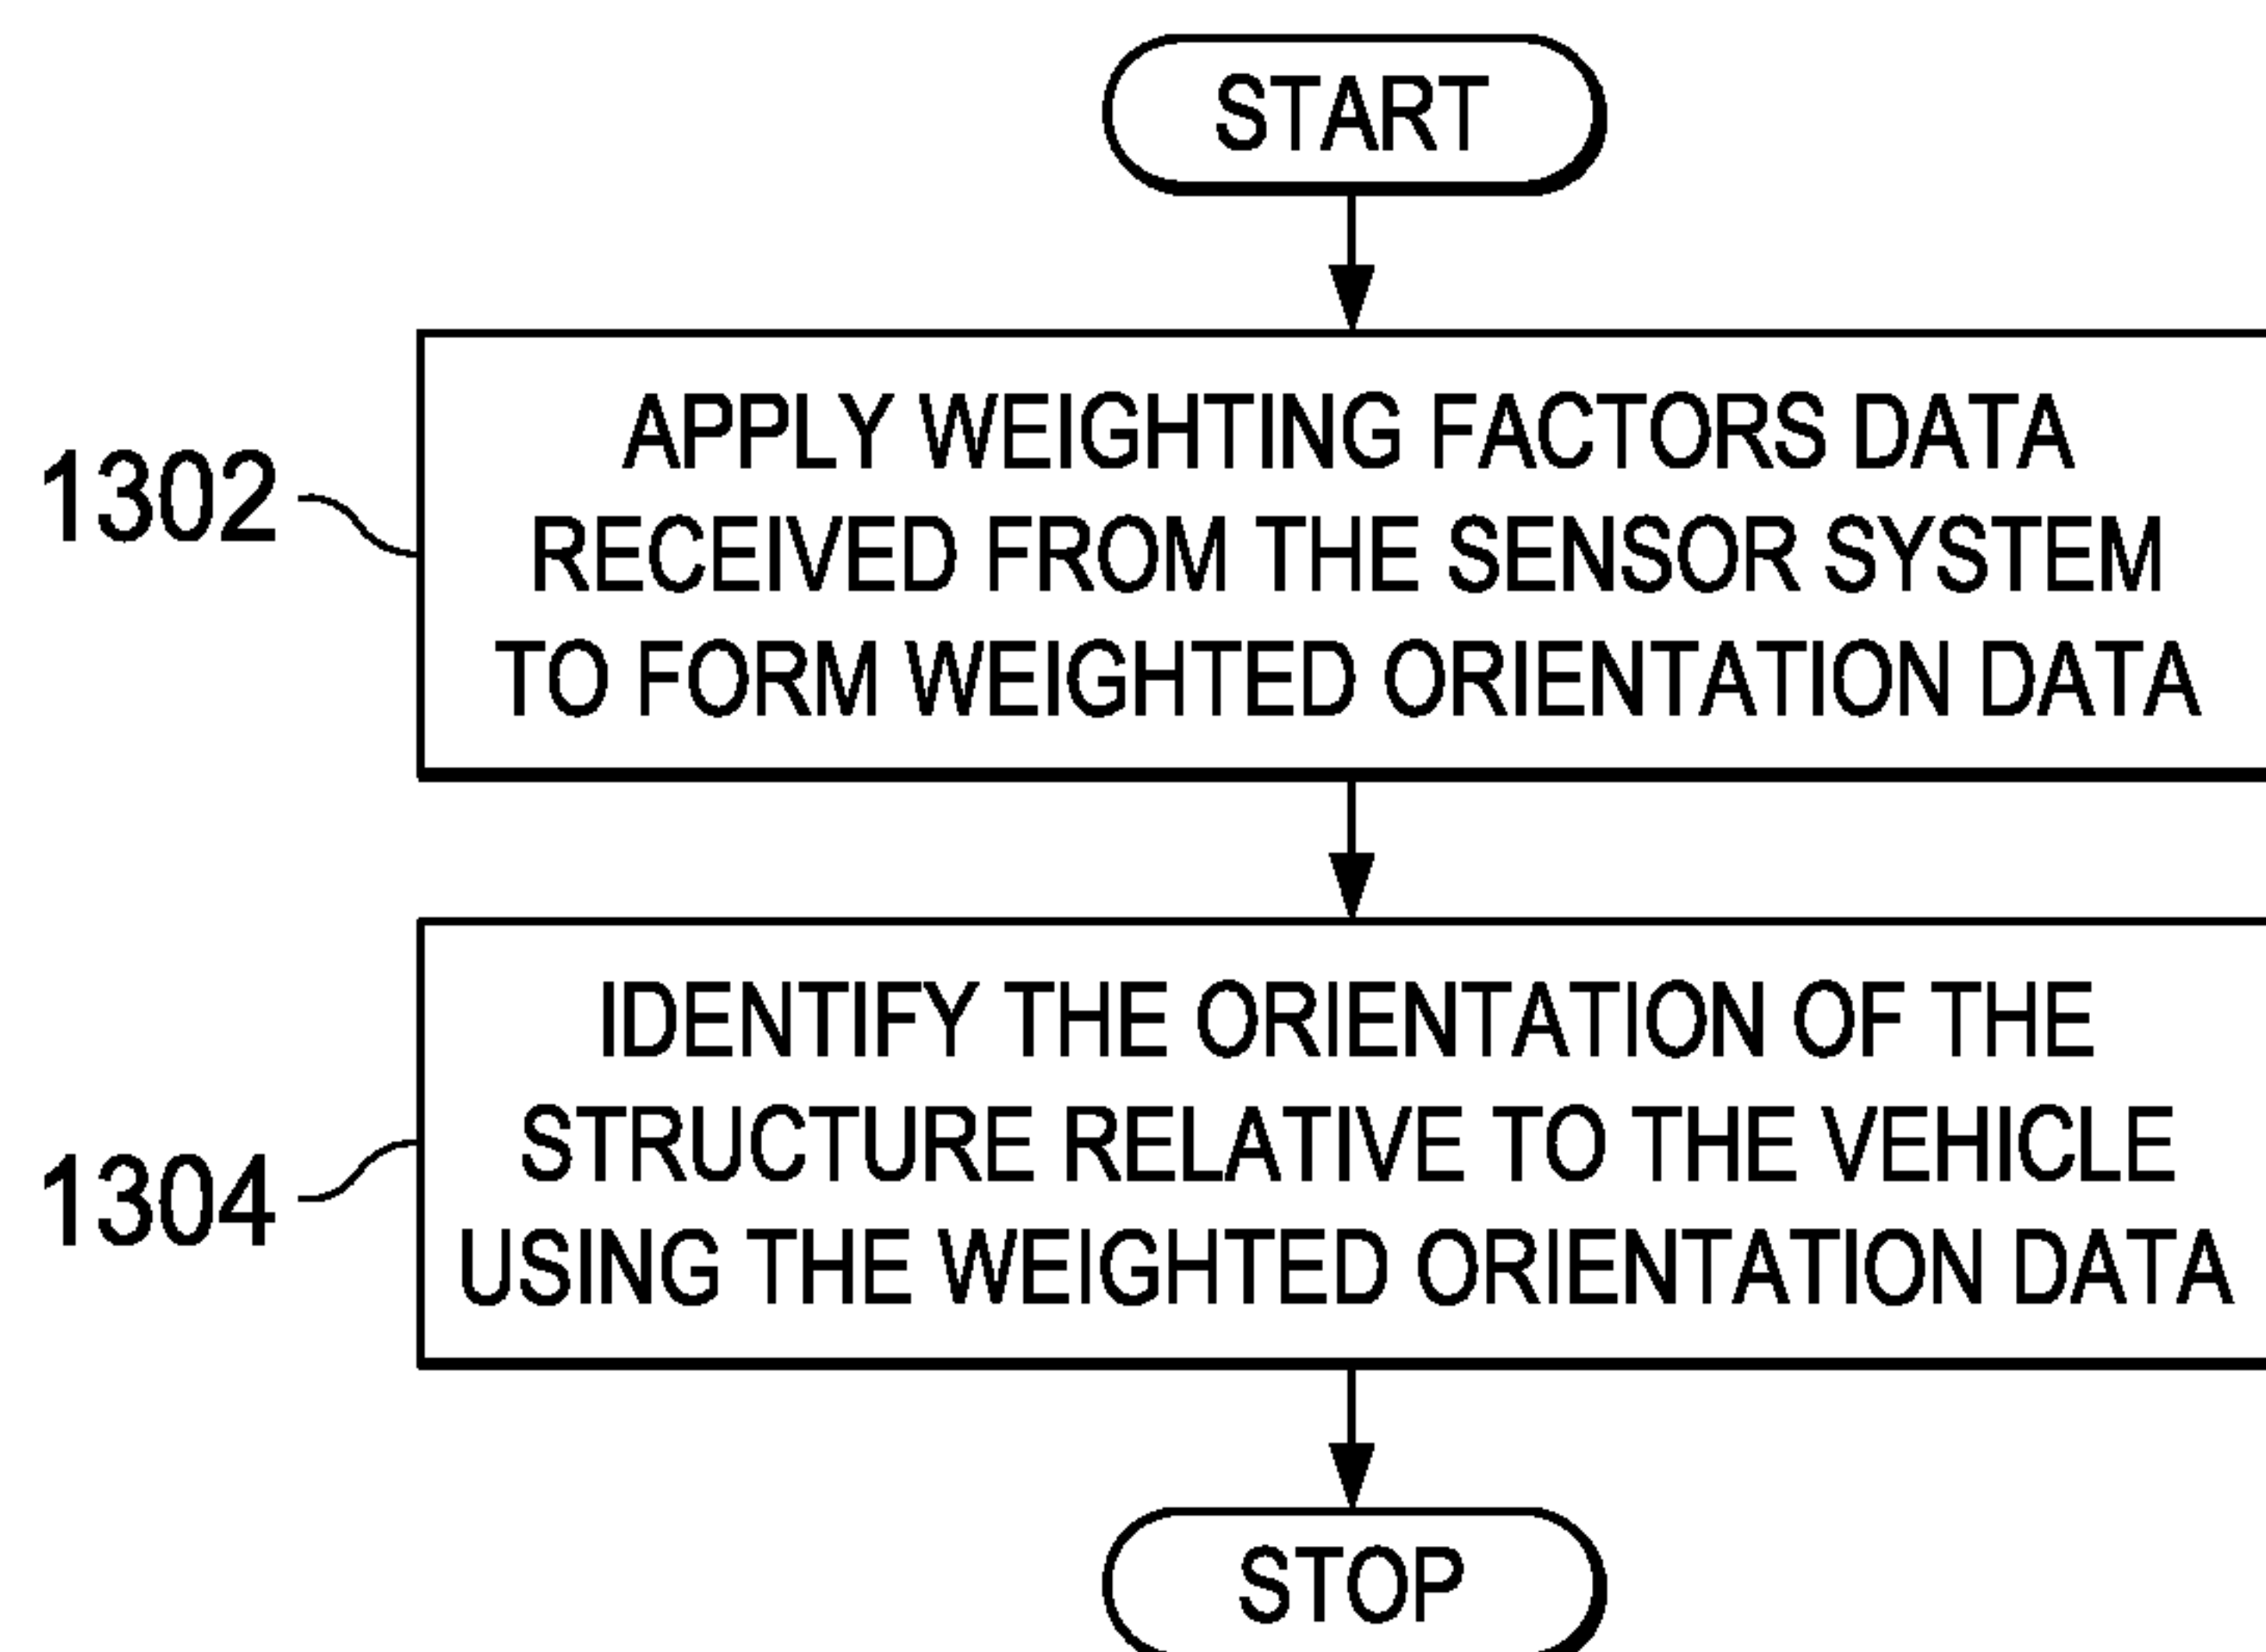 START
1302
APPLY WEIGHTING FACTORS DATA
RECEIVED FROM THE SENSOR SYSTEM
TO FORM WEIGHTED ORIENTATION DATA
1304
IDENTIFY THE ORIENTATION OF THE
STRUCTURE RELATIVE TO THE VEHICLE
USING THE WEIGHTED ORIENTATION DATA
STOP